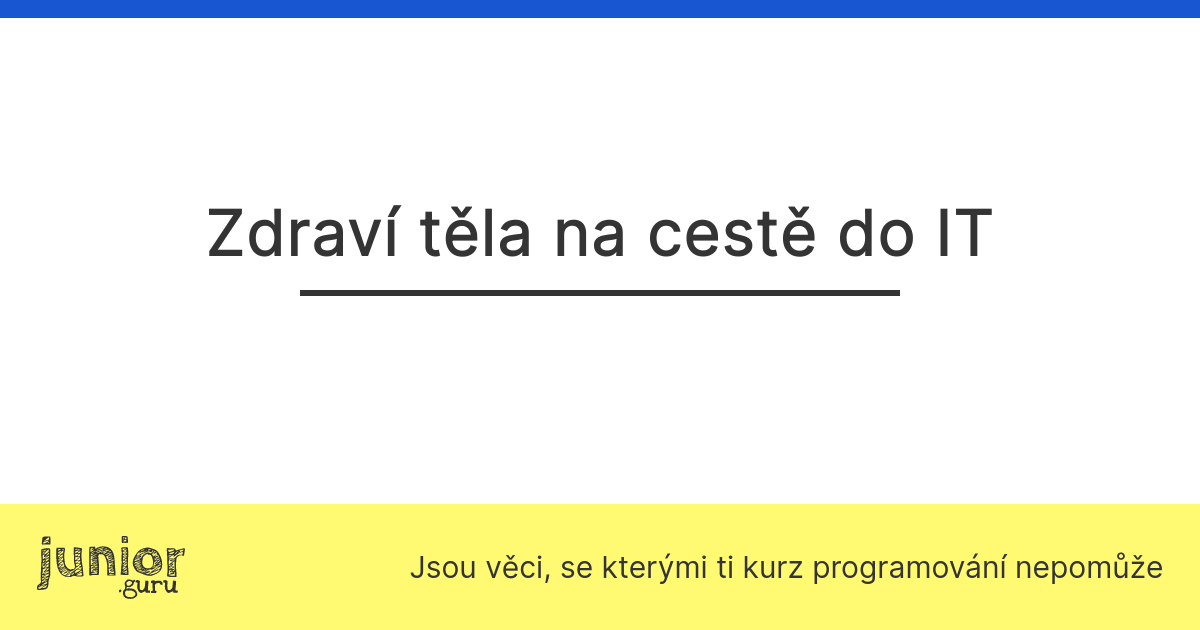 Zdraví těla na cestě do IT
junior
.guru
Jsou věci, se kterými ti kurz programování nepomůže